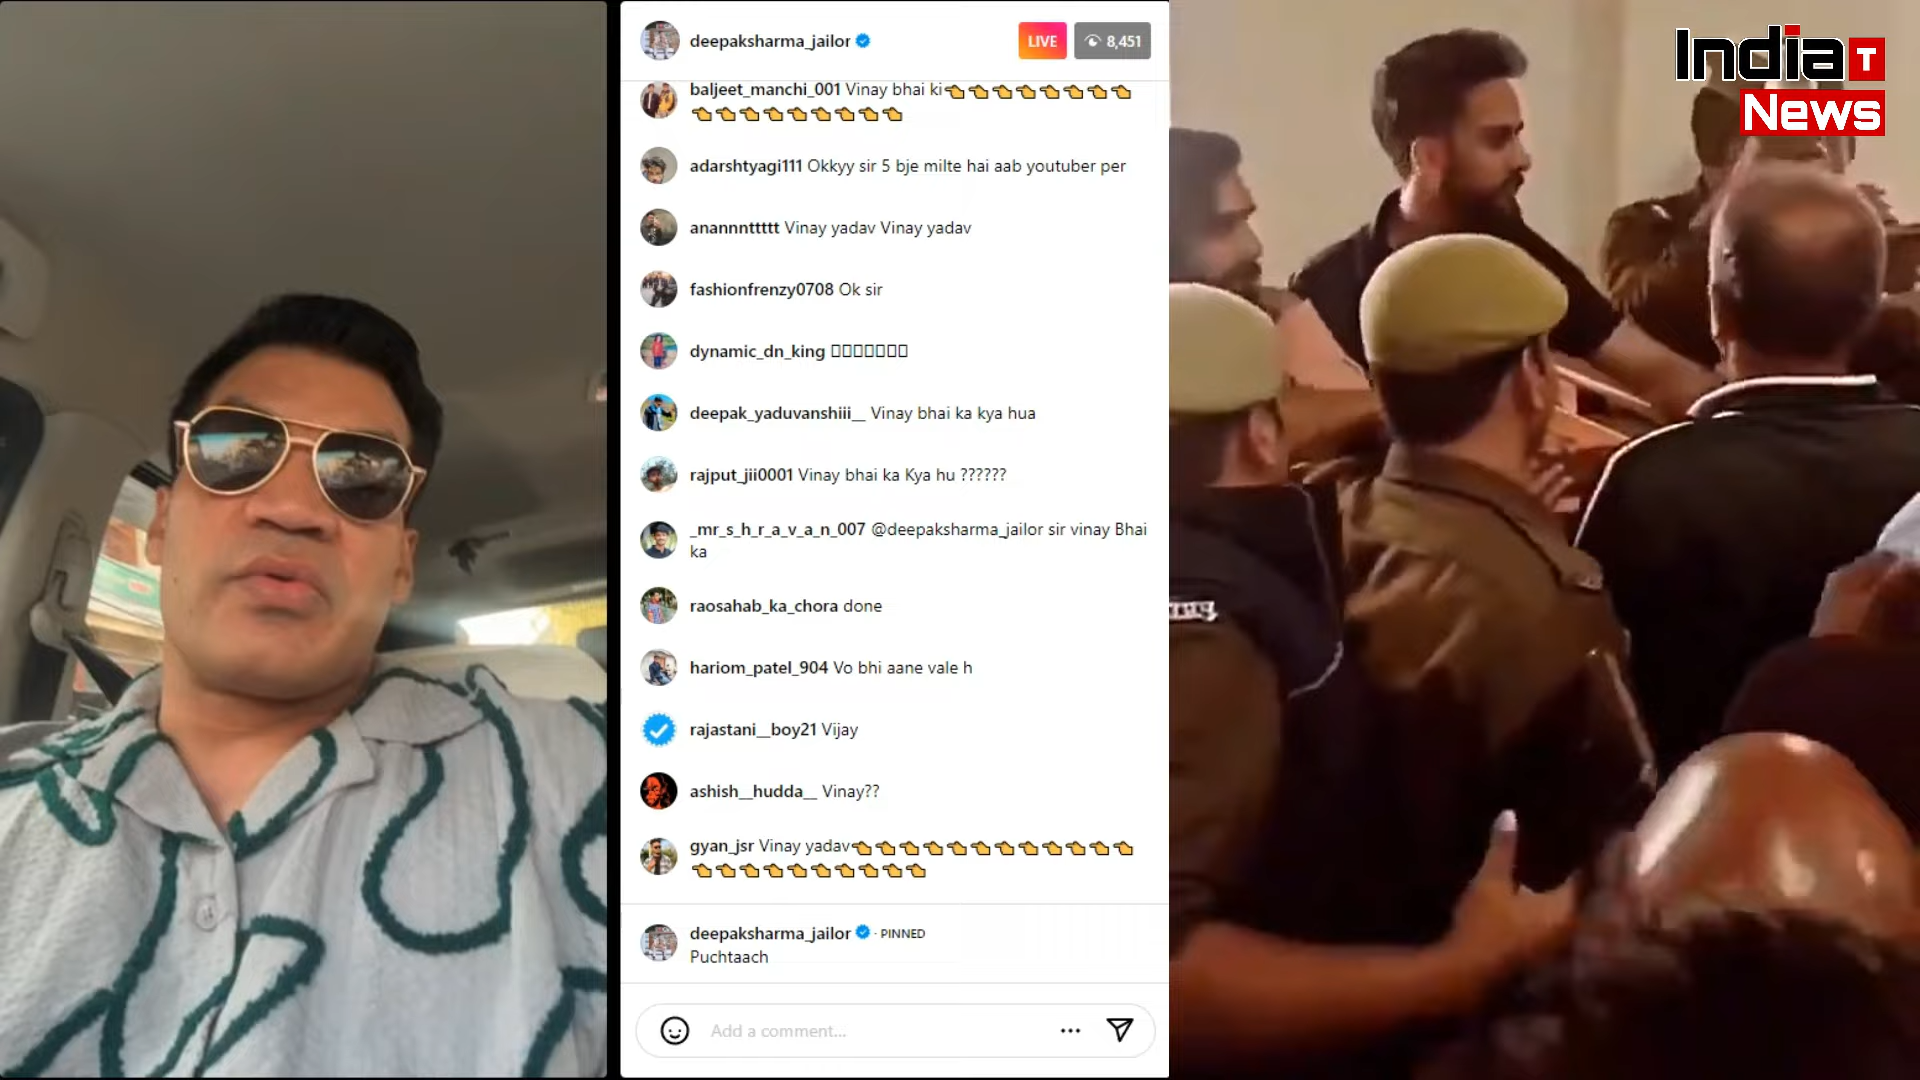 deepaksharma_jailor
LIVE
8,451
baljeet_manchi_001 Vinay bhai ki👈👈👈👈👈👈👈👈
👈👈👈👈👈👈👈👈👈
adarshtyagi111 Okkyy sir 5 bje milte hai aab youtuber per
anannnttttt Vinay yadav Vinay yadav
fashionfrenzy0708 Ok sir
dynamic_dn_king
deepak_yaduvanshiii__ Vinay bhai ka kya hua
rajput_jii0001 Vinay bhai ka Kya hu ??????
_mr_s_h_r_a_v_a_n_007 @deepaksharma_jailor sir vinay Bhai
ka
raosahab_ka_chora done
hariom_patel_904 Vo bhi aane vale h
rajastani__boy21 Vijay
ashish__hudda__ Vinay??
gyan_jsr Vinay yadav👈👈👈👈👈👈👈👈👈👈👈👈
👈👈👈👈👈👈👈👈👈👈
deepaksharma_jailor · PINNED
Puchtaach
Add a comment...
India T
News